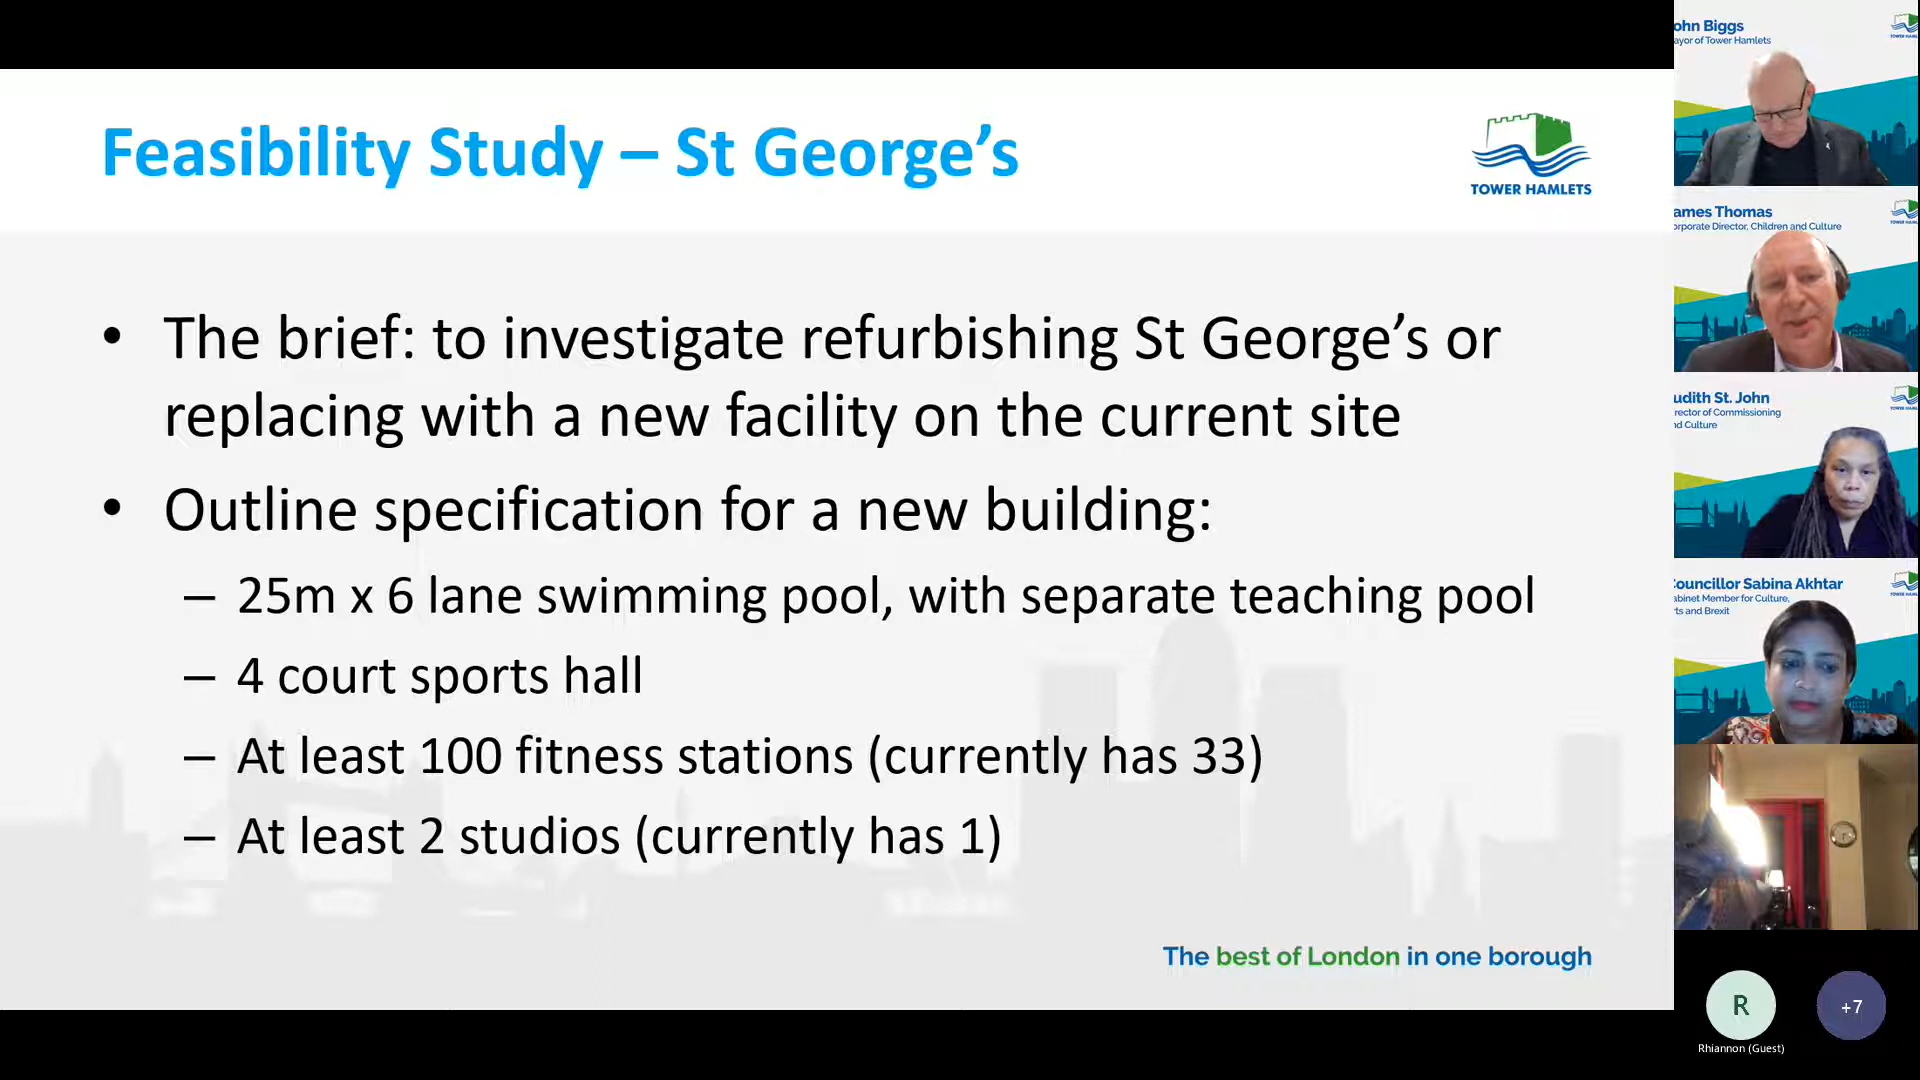 Feasibility Study – St George’s
TOWER HAMLETS
• The brief: to investigate refurbishing St George’s or
replacing with a new facility on the current site
• Outline specification for a new building:
– 25m x 6 lane swimming pool, with separate teaching pool
– 4 court sports hall
– At least 100 fitness stations (currently has 33)
– At least 2 studios (currently has 1)
The best of London in one borough
ohn Biggs
ayor of Tower Hamlets
ames Thomas
orporate Director, Children and Culture
udith St. John
rector of Commissioning
nd Culture
ouncillor Sabina Akhtar
abinet Member for Culture,
rts and Brexit
R
+7
Rhiannon (Guest)